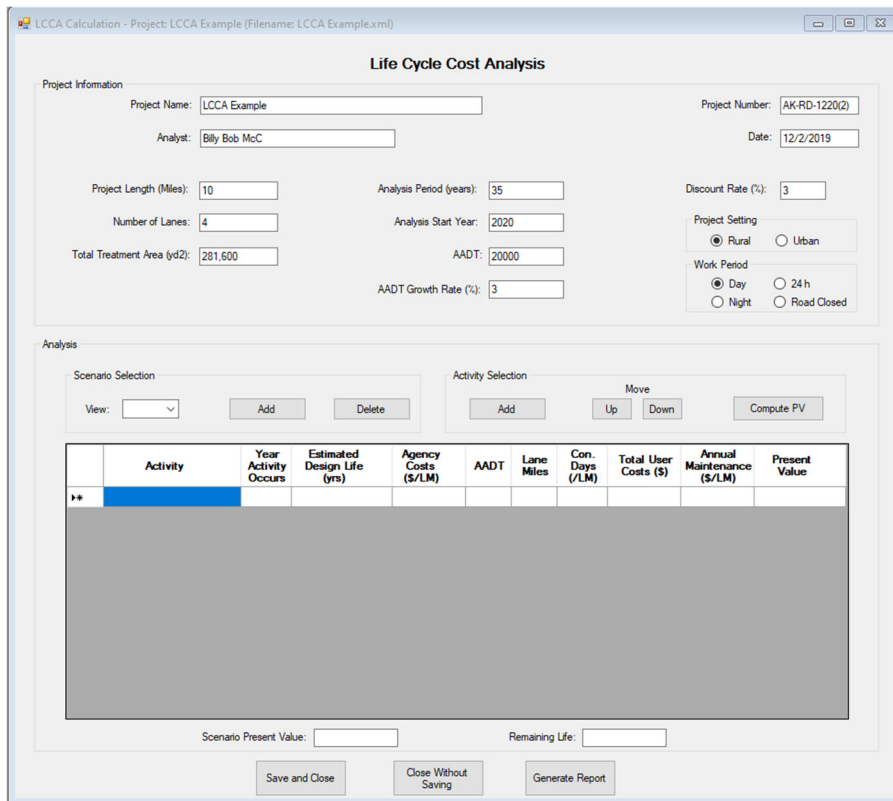 LCCA Calculation - Project: LCCA Example (Filename: LCCA Example.xml)
Life Cycle Cost Analysis
Project Information
Project Name: LCCA Example Project Number: AK-RD-1220(2)
Analyst: Billy Bob McC Date: 12/2/2019
Project Length (Miles): 10 Analysis Period (years): 35 Discount Rate (%): 3
Number of Lanes: 4 Analysis Start Year: 2020 Project Setting
Rural Urban
Total Treatment Area (yd2): 281,600 AADT: 20000 Work Period
Day 24 h
AADT Growth Rate (%): 3 Night Road Closed
Analysis
Scenario Selection Activity Selection
Move
View: Add Delete Add Up Down Compute PV
Activity Year Activity Occurs Estimated Design Life (yrs) Agency Costs ($/LM) AADT Lane Miles Con. Days (/LM) Total User Costs ($) Annual Maintenance ($/LM) Present Value
Scenario Present Value: Remaining Life:
Save and Close Close Without Saving Generate Report